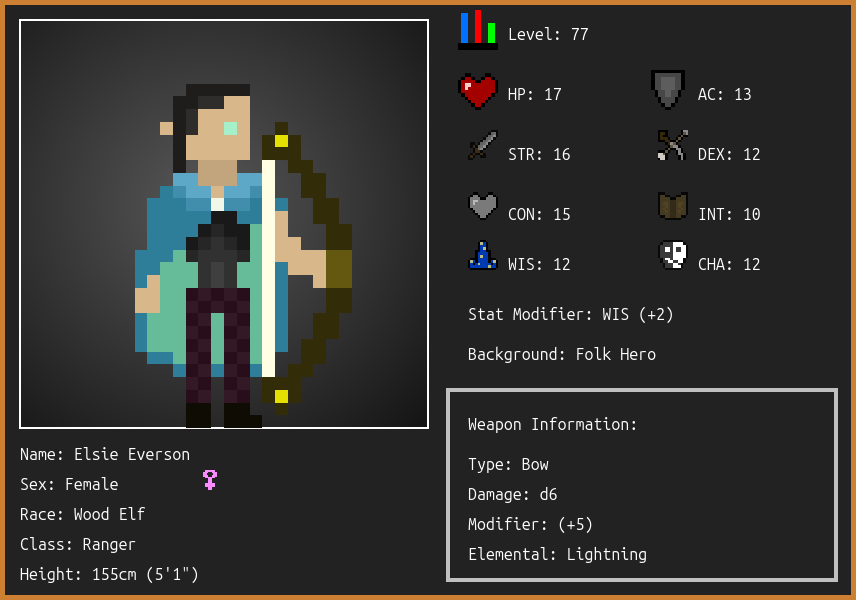 Level: 77
HP: 17
AC: 13
STR: 16
DEX: 12
CON: 15
INT: 10
WIS: 12
CHA: 12
Stat Modifier: WIS (+2)
Background: Folk Hero
Weapon Information:
Type: Bow
Damage: d6
Modifier: (+5)
Elemental: Lightning
Name: Elsie Everson
Sex: Female
Race: Wood Elf
Class: Ranger
Height: 155cm (5'1")